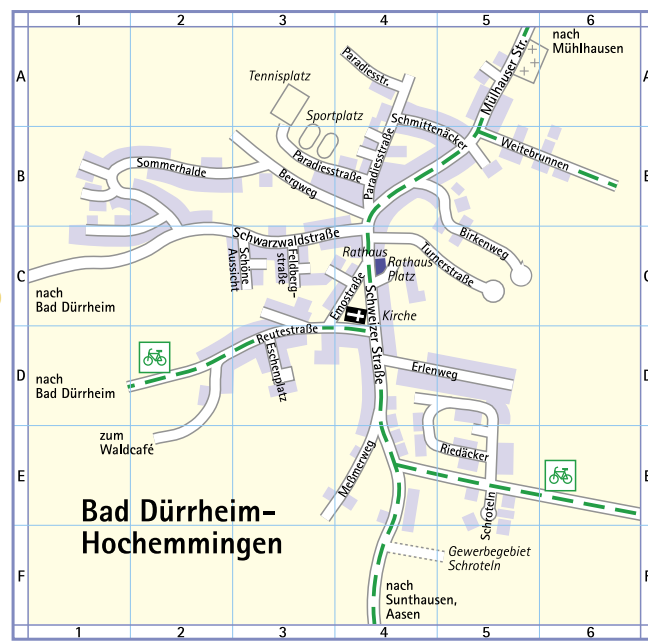 1 2 3 4 5 6
A
B
C
D
E
F
A
B
C
D
E
F
nach
Mühlhausen
Paradiesstr.
Mülhauser Str.
Tennisplatz
Sportplatz
Schmittenäcker
Weitebrunnen
Paradiesstraße
Paradiesstraße
Sommerhalde
Bergweg
Schwarzwaldstraße
Birkenweg
Turnerstraße
Rathaus
Rathaus
Platz
Schöne
Aussicht
Feldberg-
straße
Emostraße
Schweizer Straße
Kirche
nach
Bad Dürrheim
Reutestraße
Eschenplatz
Erlenweg
nach
Bad Dürrheim
zum
Waldcafé
Meßmerweg
Riedäcker
Schroteln
Bad Dürrheim-
Hochemmingen
Gewerbegebiet
Schroteln
nach
Sunthausen,
Aasen
1 2 3 4 5 6